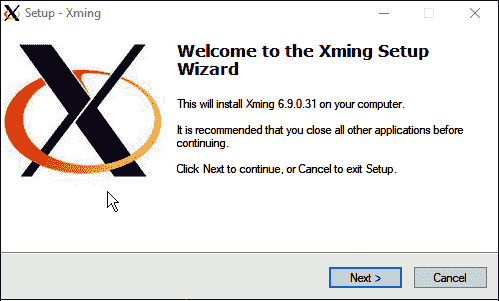 Setup - Xming
Welcome to the Xming Setup
Wizard
This will install Xming 6.9.0.31 on your computer.
It is recommended that you close all other applications before
continuing.
Click Next to continue, or Cancel to exit Setup.
Next >
Cancel